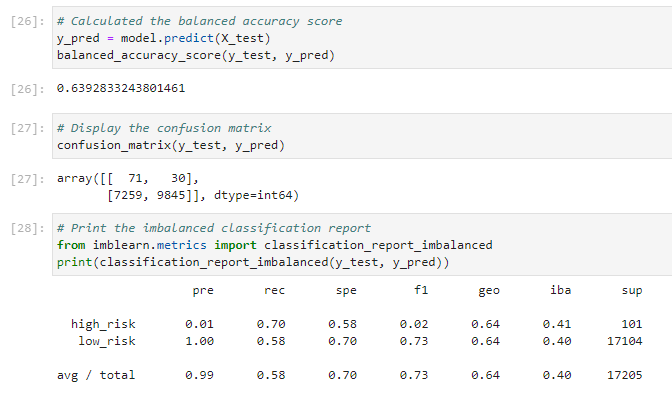 [26]: # Calculated the balanced accuracy score
y_pred = model.predict(X_test)
balanced_accuracy_score(y_test, y_pred)
[26]: 0.6392833243801461
[27]: # Display the confusion matrix
confusion_matrix(y_test, y_pred)
[27]: array([[  71,   30],
       [7259, 9845]], dtype=int64)
[28]: # Print the imbalanced classification report
from imblearn.metrics import classification_report_imbalanced
print(classification_report_imbalanced(y_test, y_pred))
pre rec spe f1 geo iba sup
high_risk 0.01 0.70 0.58 0.02 0.64 0.41 101
low_risk 1.00 0.58 0.70 0.73 0.64 0.40 17104
avg / total 0.99 0.58 0.70 0.73 0.64 0.40 17205